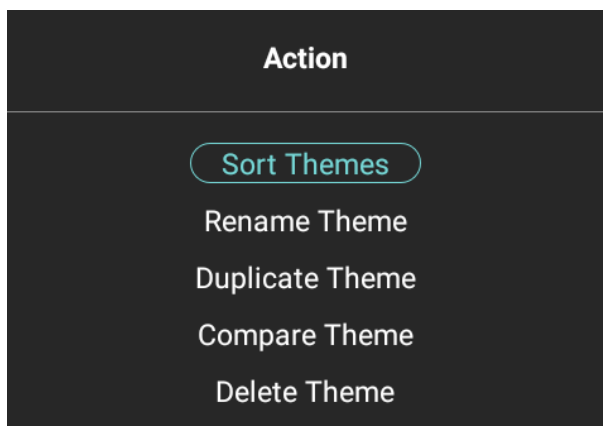 Action
Sort Themes
Rename Theme
Duplicate Theme
Compare Theme
Delete Theme